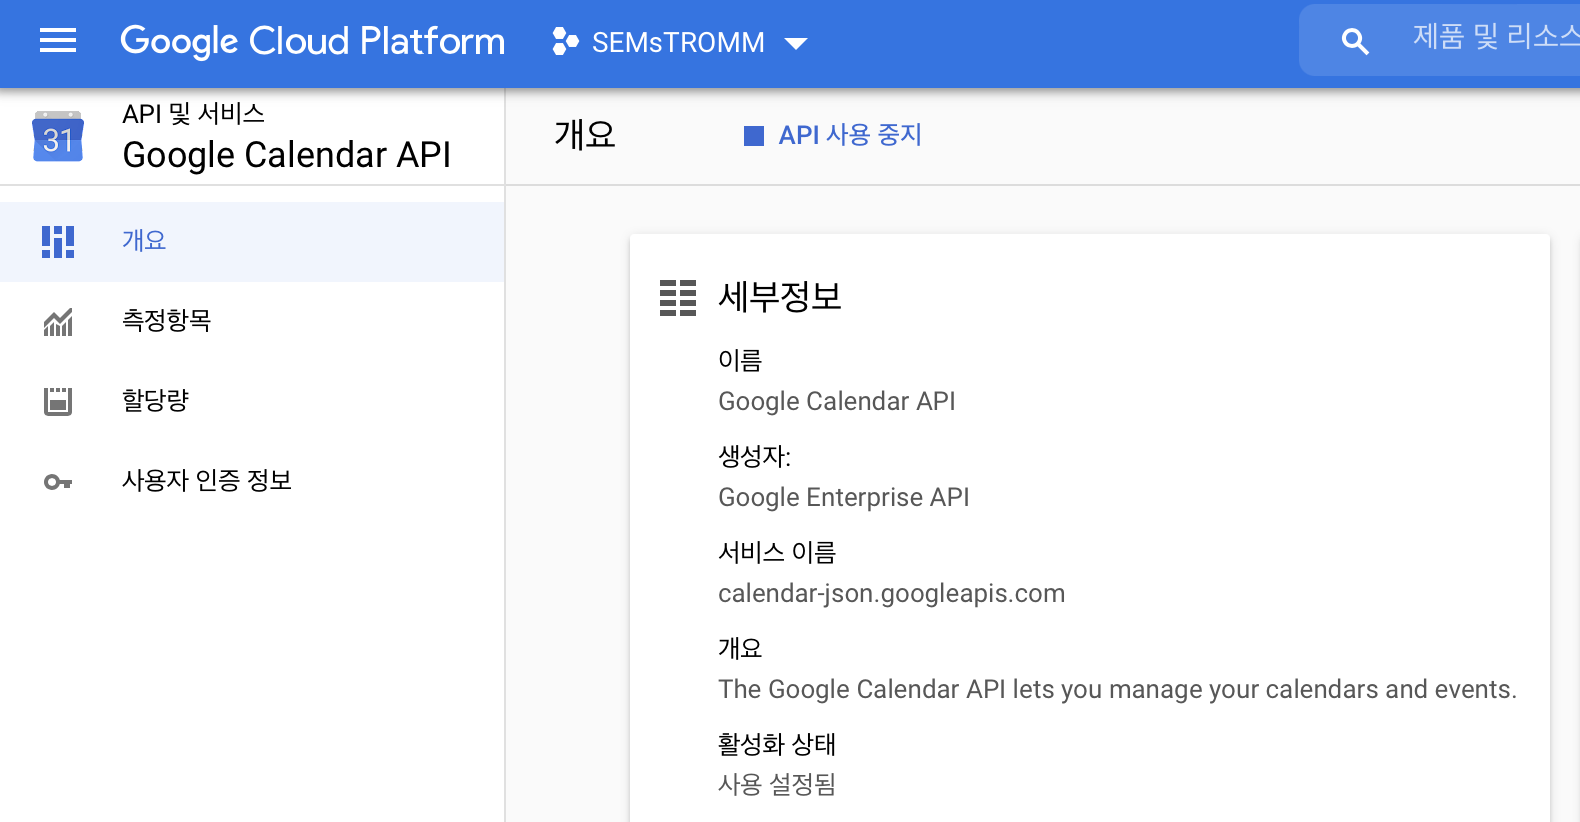 Google Cloud Platform
SEMsTROMM
제품 및 리소스
31
API 및 서비스
Google Calendar API
개요
API 사용 중지
개요
측정항목
할당량
사용자 인증 정보
세부정보
이름
Google Calendar API
생성자:
Google Enterprise API
서비스 이름
calendar-json.googleapis.com
개요
The Google Calendar API lets you manage your calendars and events.
활성화 상태
사용 설정됨